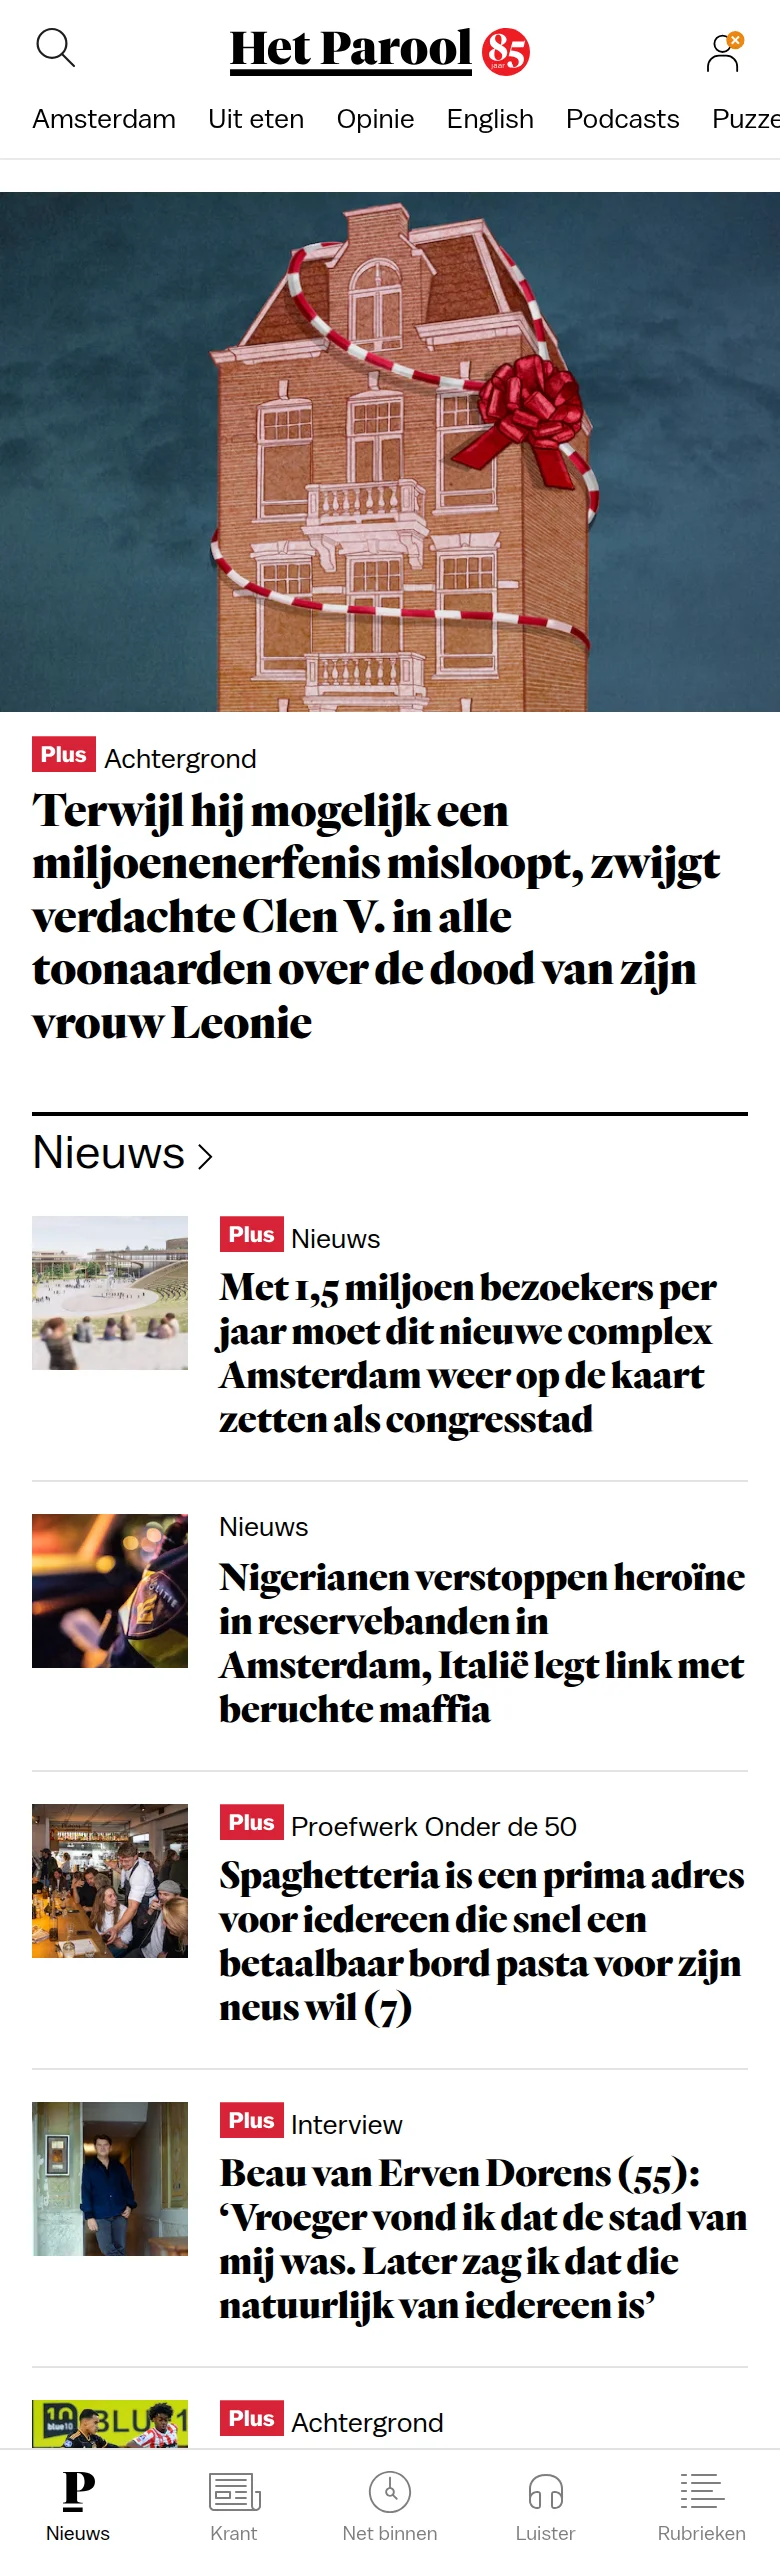 Het Parool 85 jaar
Amsterdam Uit eten Opinie English Podcasts Puzze
Plus Achtergrond
Terwijl hij mogelijk een
miljoenenerfenis misloopt, zwijgt
verdachte Clen V. in alle
toonaarden over de dood van zijn
vrouw Leonie
Nieuws
Plus Nieuws
Met 1,5 miljoen bezoekers per
jaar moet dit nieuwe complex
Amsterdam weer op de kaart
zetten als congresstad
Nieuws
Nigerianen verstoppen heroïne
in reservebanden in
Amsterdam, Italië legt link met
beruchte maffia
POLITIE
Plus Proefwerk Onder de 50
Spaghetteria is een prima adres
voor iedereen die snel een
betaalbaar bord pasta voor zijn
neus wil (7)
Plus Interview
Beau van Erven Dorens (55):
‘Vroeger vond ik dat de stad van
mij was. Later zag ik dat die
natuurlijk van iedereen is’
Plus Achtergrond
10 BLU 1
blue10
P
Nieuws Krant Net binnen Luister Rubrieken